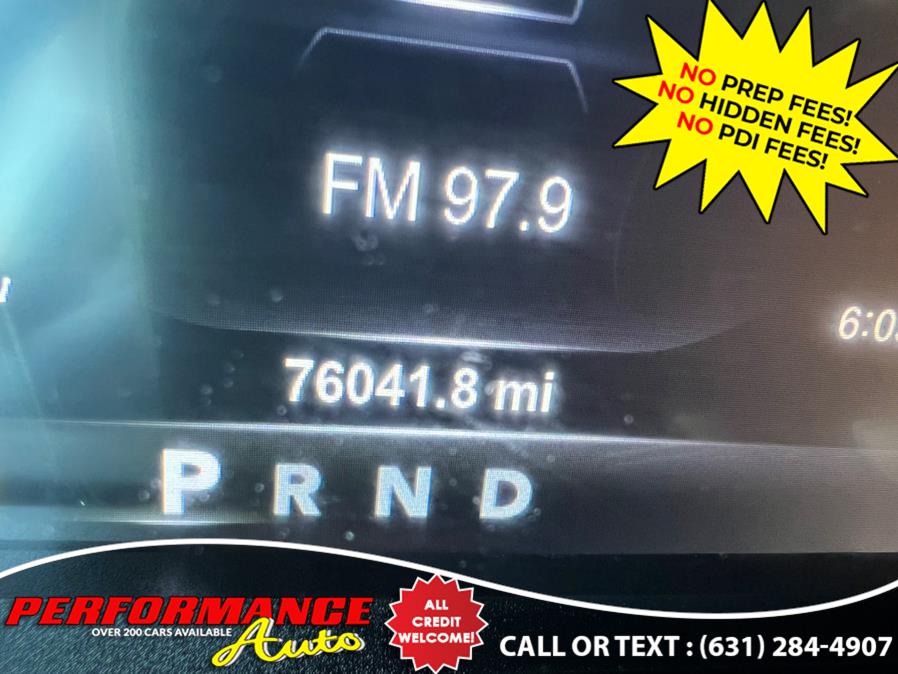 NO PREP FEES!
NO HIDDEN FEES!
NO PDI FEES!
FM 97.9
76041.8 mi
P R N D
PERFORMANCE
OVER 200 CARS AVAILABLE
Auto
ALL
CREDIT
WELCOME!
CALL OR TEXT : (631) 284-4907